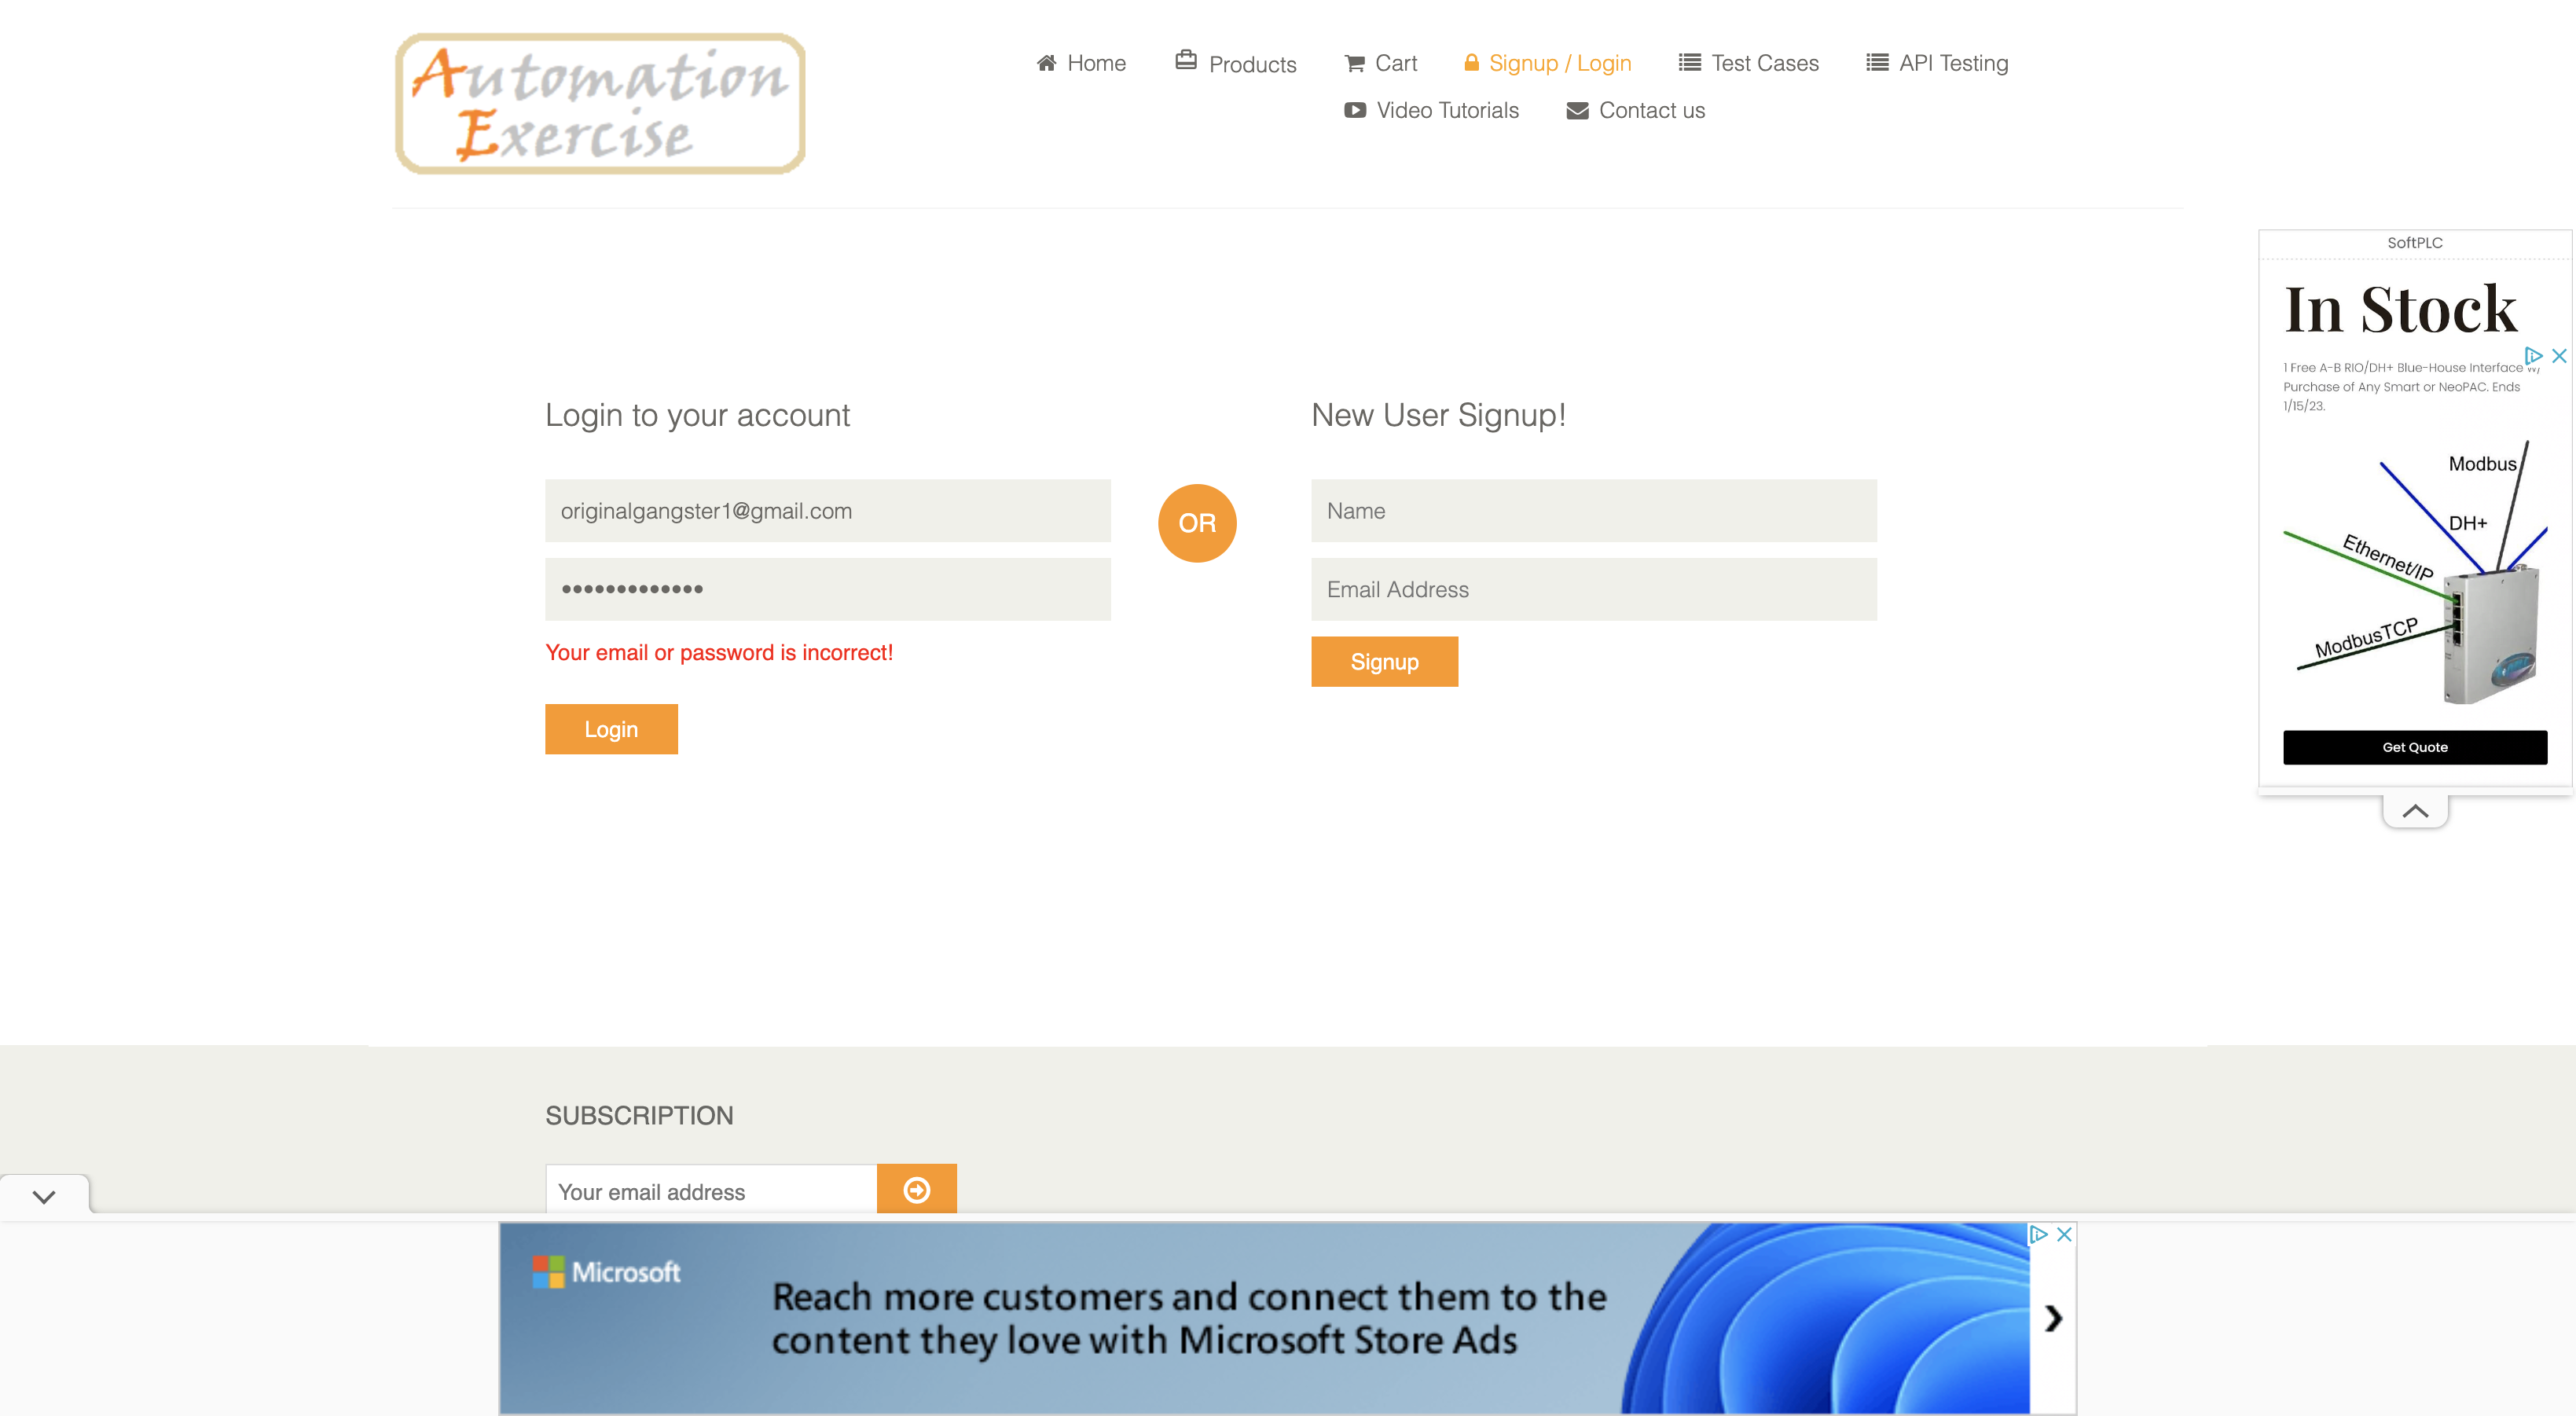 Automation
Exercise
Home
Products
Cart
Signup / Login
Test Cases
API Testing
Video Tutorials
Contact us
Login to your account
originalgangster1@gmail.com
•••••••••••••
Your email or password is incorrect!
Login
OR
New User Signup!
Name
Email Address
Signup
SoftPLC
In Stock
1 Free A-B RIO/DH+ Blue-House Interface w/
Purchase of Any Smart or NeoPAC. Ends
1/15/23.
Modbus
DH+
Ethernet/IP
ModbusTCP
Get Quote
SUBSCRIPTION
Your email address
Microsoft
Reach more customers and connect them to the
content they love with Microsoft Store Ads